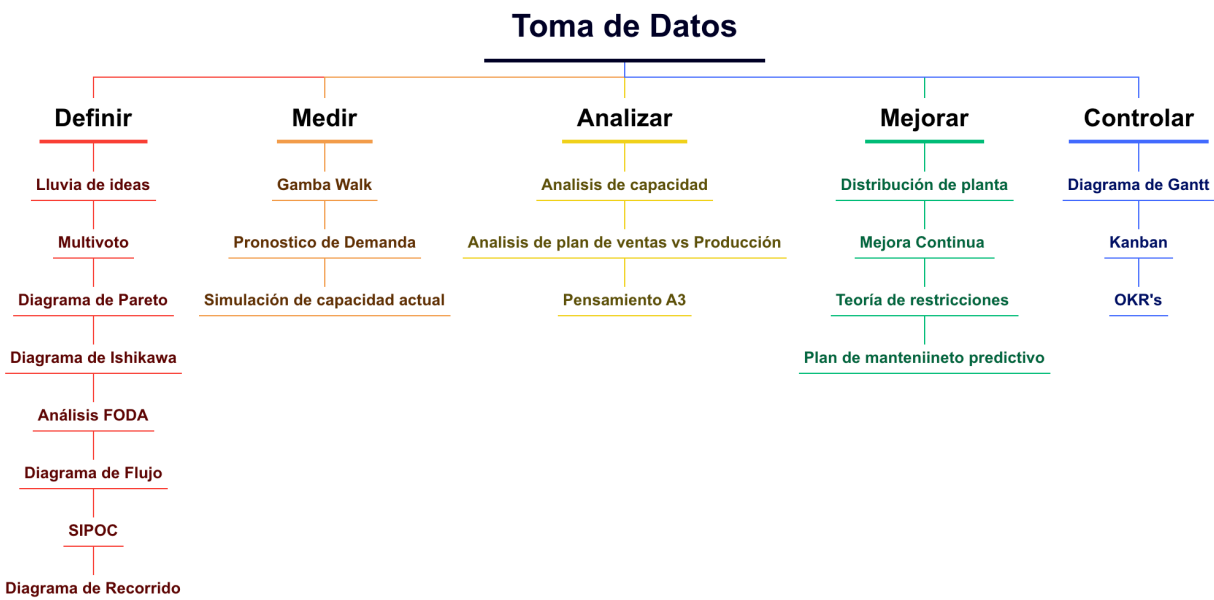 Toma de Datos
Definir
Medir
Analizar
Mejorar
Controlar
Lluvia de ideas
Gamba Walk
Analisis de capacidad
Distribución de planta
Diagrama de Gantt
Multivoto
Pronostico de Demanda
Analisis de plan de ventas vs Producción
Mejora Continua
Kanban
Diagrama de Pareto
Simulación de capacidad actual
Pensamiento A3
Teoría de restricciones
OKR's
Diagrama de Ishikawa
Plan de manteniineto predictivo
Análisis FODA
Diagrama de Flujo
SIPOC
Diagrama de Recorrido